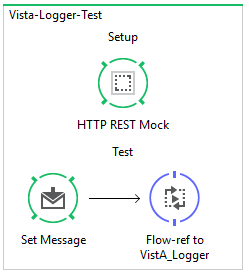 Vista-Logger-Test
Setup
HTTP REST Mock
Test
Set Message
Flow-ref to
VistA_Logger